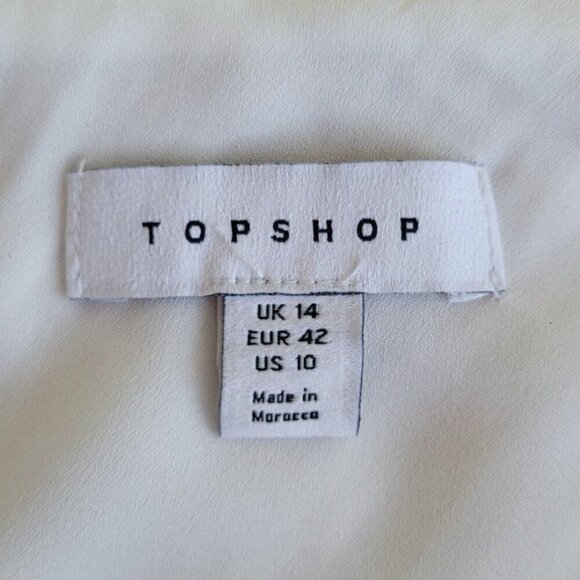 TOPSHOP
UK 14
EUR 42
US 10
Made in
Morocco